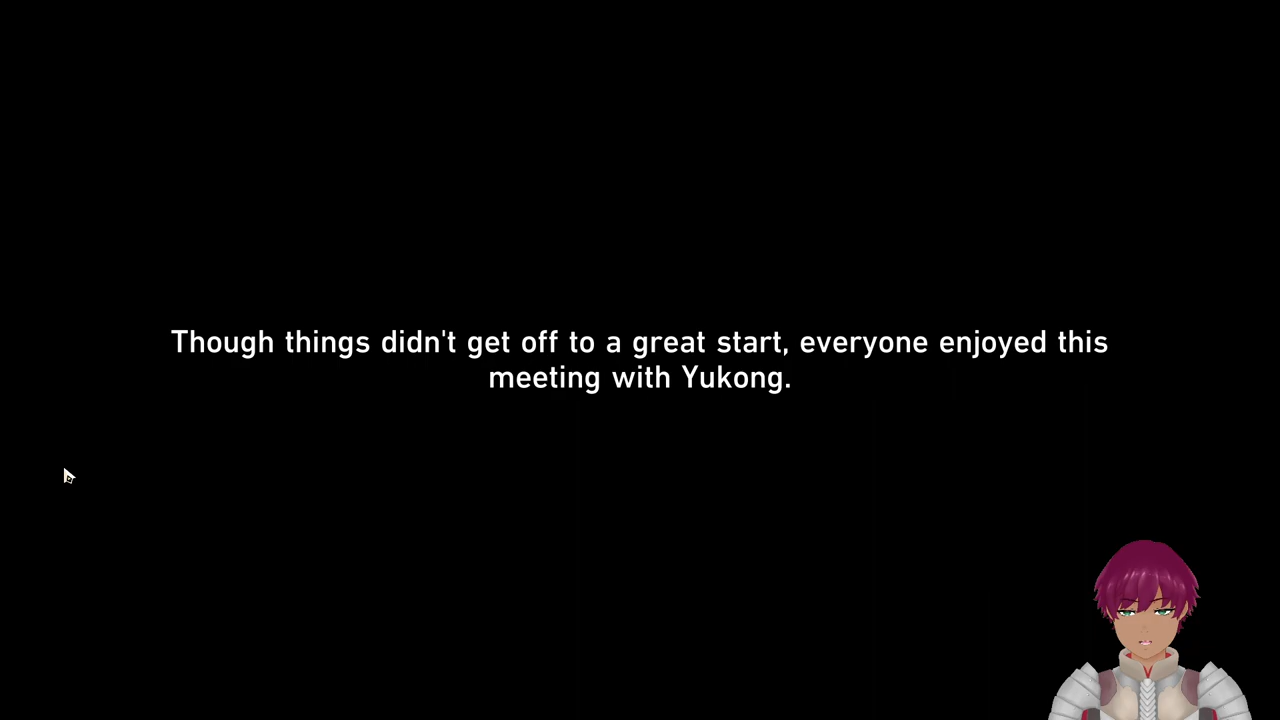 Though things didn't get off to a great start, everyone enjoyed this
meeting with Yukong.